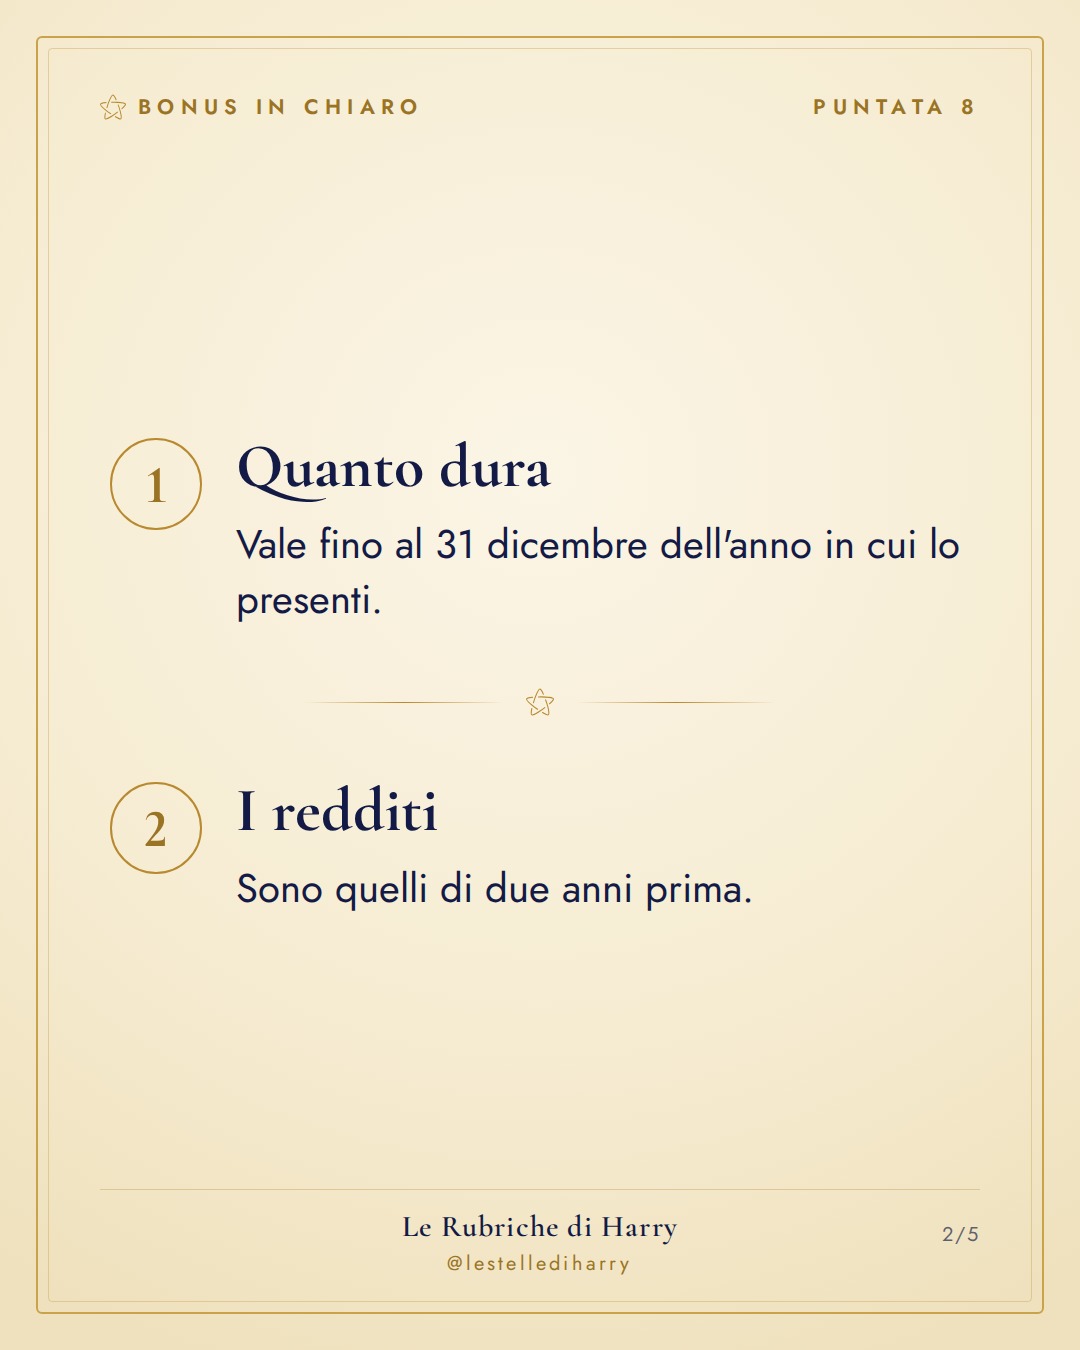 BONUS IN CHIARO
PUNTATA 8
1
Quanto dura
Vale fino al 31 dicembre dell'anno in cui lo
presenti.
2
I redditi
Sono quelli di due anni prima.
Le Rubriche di Harry
2/5
@lestellediharry